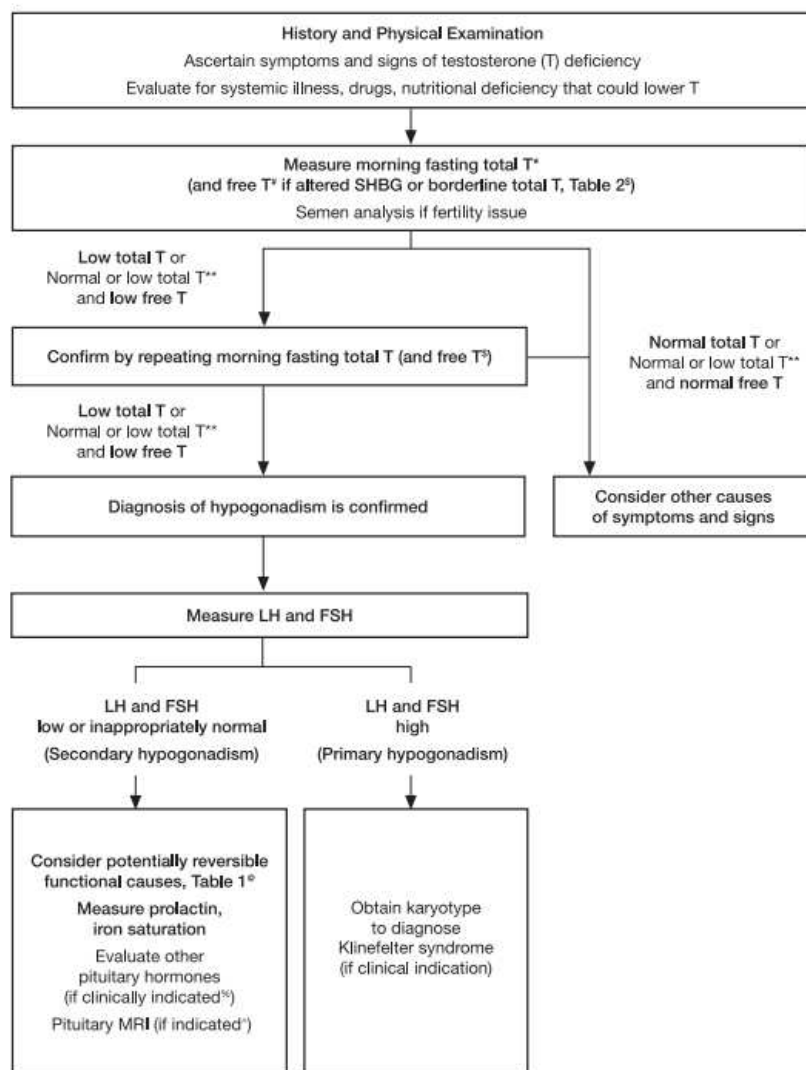 History and Physical Examination
Ascertain symptoms and signs of testosterone (T) deficiency
Evaluate for systemic illness, drugs, nutritional deficiency that could lower T
Measure morning fasting total T*
(and free T# if altered SHBG or borderline total T, Table 2$)
Semen analysis if fertility issue
Low total T or
Normal or low total T**
and low free T
Confirm by repeating morning fasting total T (and free T$)
Normal total T or
Normal or low total T**
and normal free T
Low total T or
Normal or low total T**
and low free T
Diagnosis of hypogonadism is confirmed
Consider other causes
of symptoms and signs
Measure LH and FSH
LH and FSH
low or inappropriately normal
(Secondary hypogonadism)
LH and FSH
high
(Primary hypogonadism)
Consider potentially reversible
functional causes, Table 1@
Measure prolactin,
iron saturation
Evaluate other
pituitary hormones
(if clinically indicated%)
Pituitary MRI (if indicated^)
Obtain karyotype
to diagnose
Klinefelter syndrome
(if clinical indication)